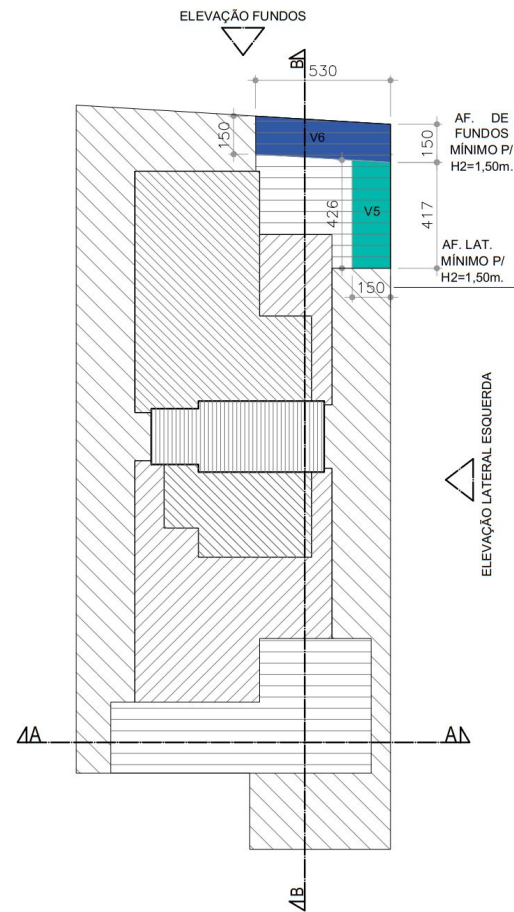 ELEVAÇÃO FUNDOS
B
530
150
V6
AF. DE
FUNDOS
MÍNIMO P/
H2=1,50m.
150
426
V5
417
AF. LAT.
MÍNIMO P/
H2=1,50m.
150
ELEVAÇÃO LATERAL ESQUERDA
A
A
B